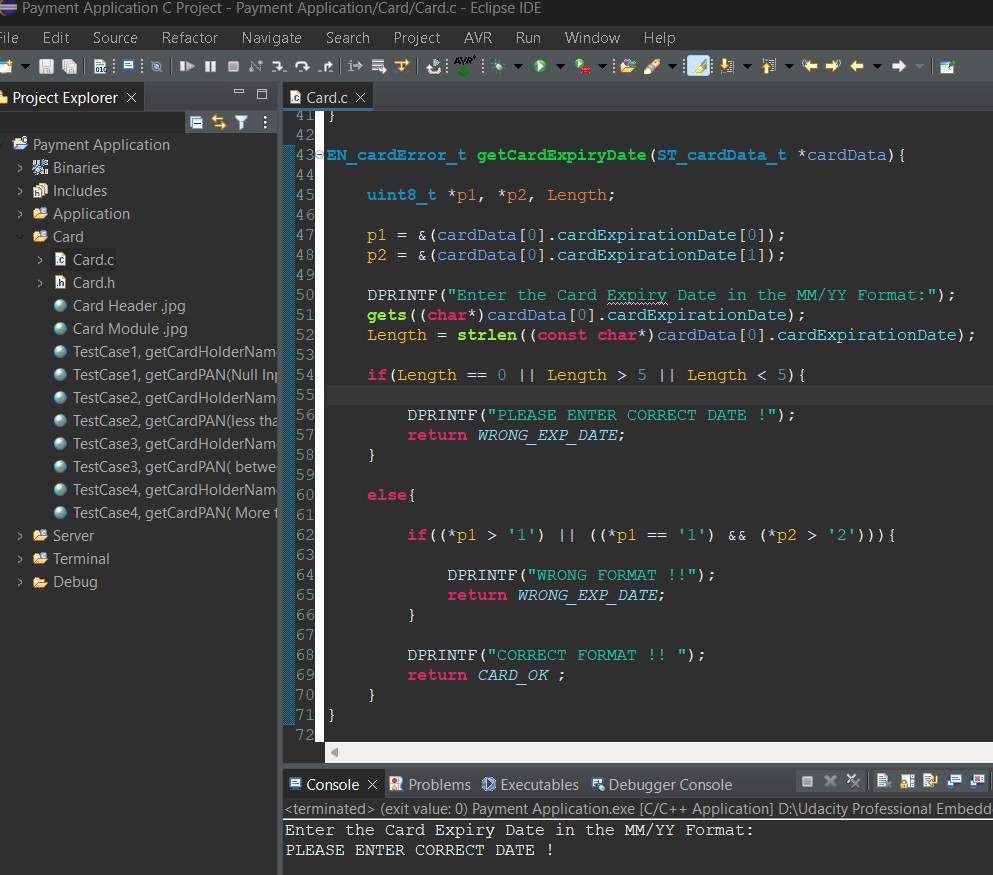 Payment Application C Project - Payment Application/Card/Card.c - Eclipse IDE
File Edit Source Refactor Navigate Search Project AVR Run Window Help
Project Explorer
Payment Application
Binaries
Includes
Application
Card
Card.c
Card.h
Card Header .jpg
Card Module .jpg
TestCase1, getCardHolderNam
TestCase1, getCardPAN(Null Inp
TestCase2, getCardHolderNam
TestCase2, getCardPAN(less tha
TestCase3, getCardHolderNam
TestCase3, getCardPAN( betwe
TestCase4, getCardHolderNam
TestCase4, getCardPAN( More t
Server
Terminal
Debug
Card.c
41 }
42
43 EN_cardError_t getCardExpiryDate(ST_cardData_t *cardData){
44
45 uint8_t *p1, *p2, Length;
46
47 p1 = &(cardData[0].cardExpirationDate[0]);
48 p2 = &(cardData[0].cardExpirationDate[1]);
49
50 DPRINTF("Enter the Card Expiry Date in the MM/YY Format:");
51 gets((char*)cardData[0].cardExpirationDate);
52 Length = strlen((const char*)cardData[0].cardExpirationDate);
53
54 if(Length == 0 || Length > 5 || Length < 5){
55
56 DPRINTF("PLEASE ENTER CORRECT DATE !");
57 return WRONG_EXP_DATE;
58 }
59
60 else{
61
62 if((*p1 > '1') || ((*p1 == '1') && (*p2 > '2'))){
63
64 DPRINTF("WRONG FORMAT !!");
65 return WRONG_EXP_DATE;
66 }
67
68 DPRINTF("CORRECT FORMAT !! ");
69 return CARD_OK ;
70 }
71 }
72
Console Problems Executables Debugger Console
<terminated> (exit value: 0) Payment Application.exe [C/C++ Application] D:\Udacity Professional Embedd
Enter the Card Expiry Date in the MM/YY Format:
PLEASE ENTER CORRECT DATE !